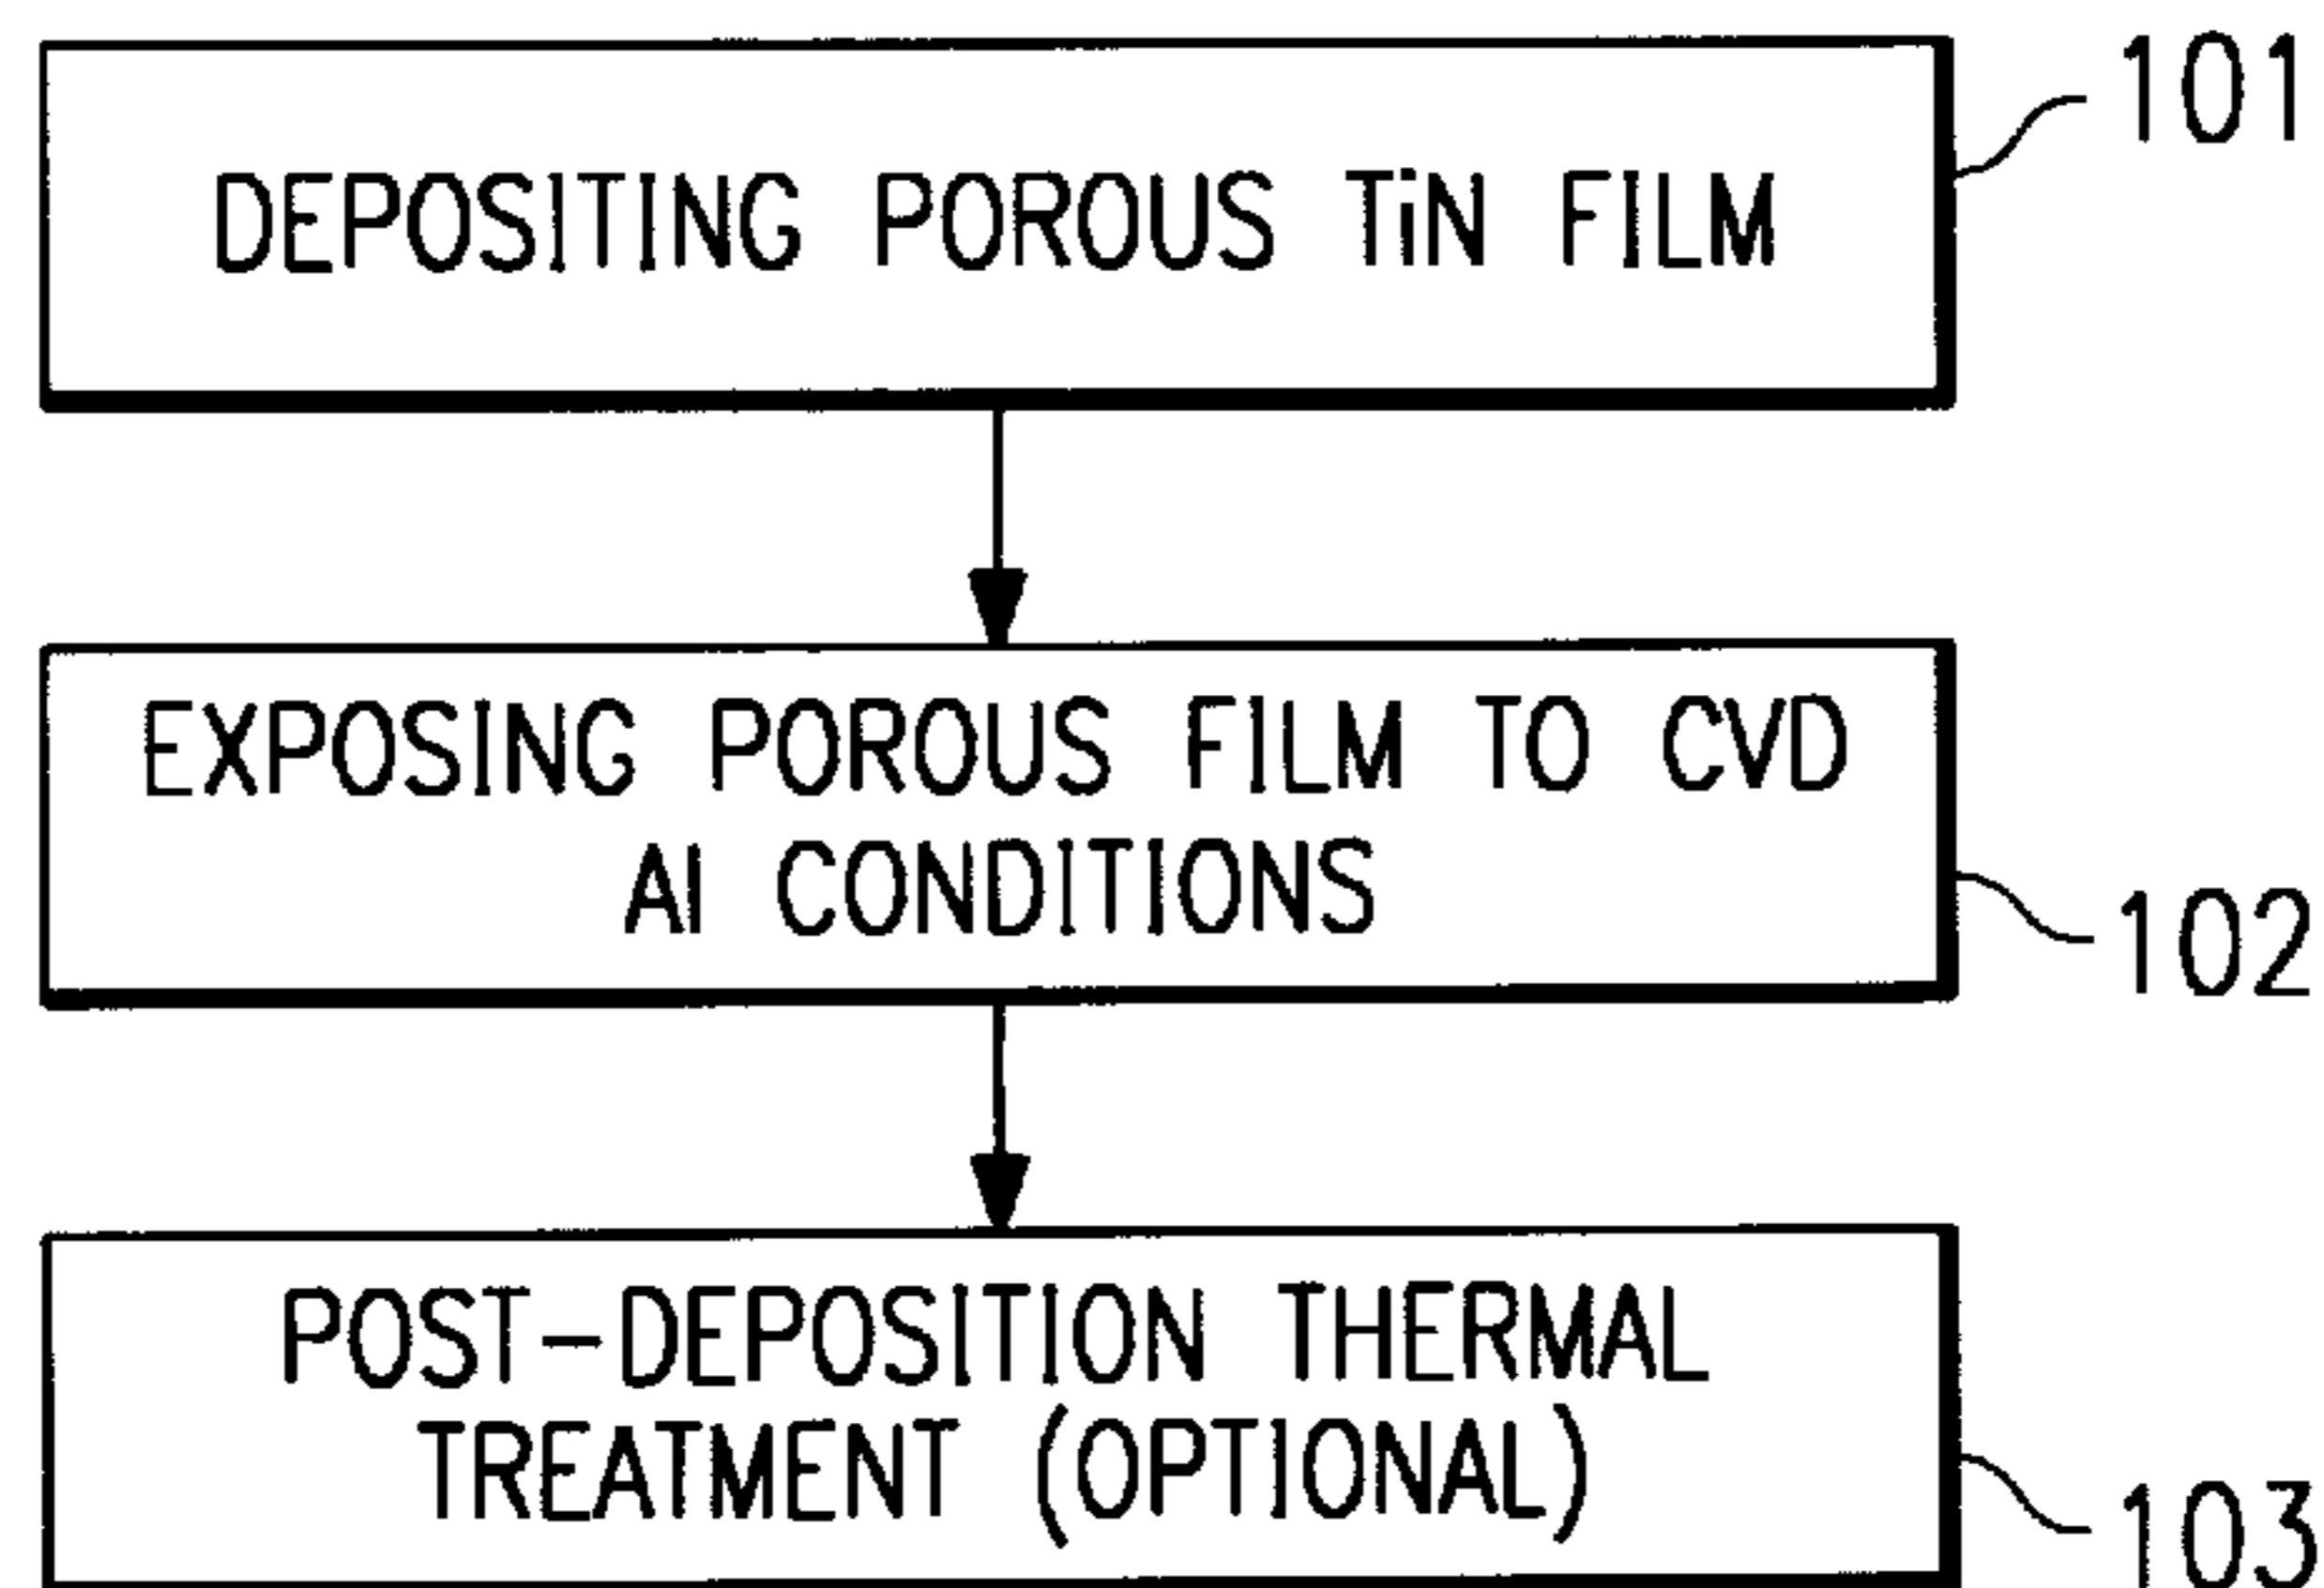 DEPOSITING POROUS TiN FILM
101
EXPOSING POROUS FILM TO CVD
Al CONDITIONS
102
POST-DEPOSITION THERMAL
TREATMENT (OPTIONAL)
103